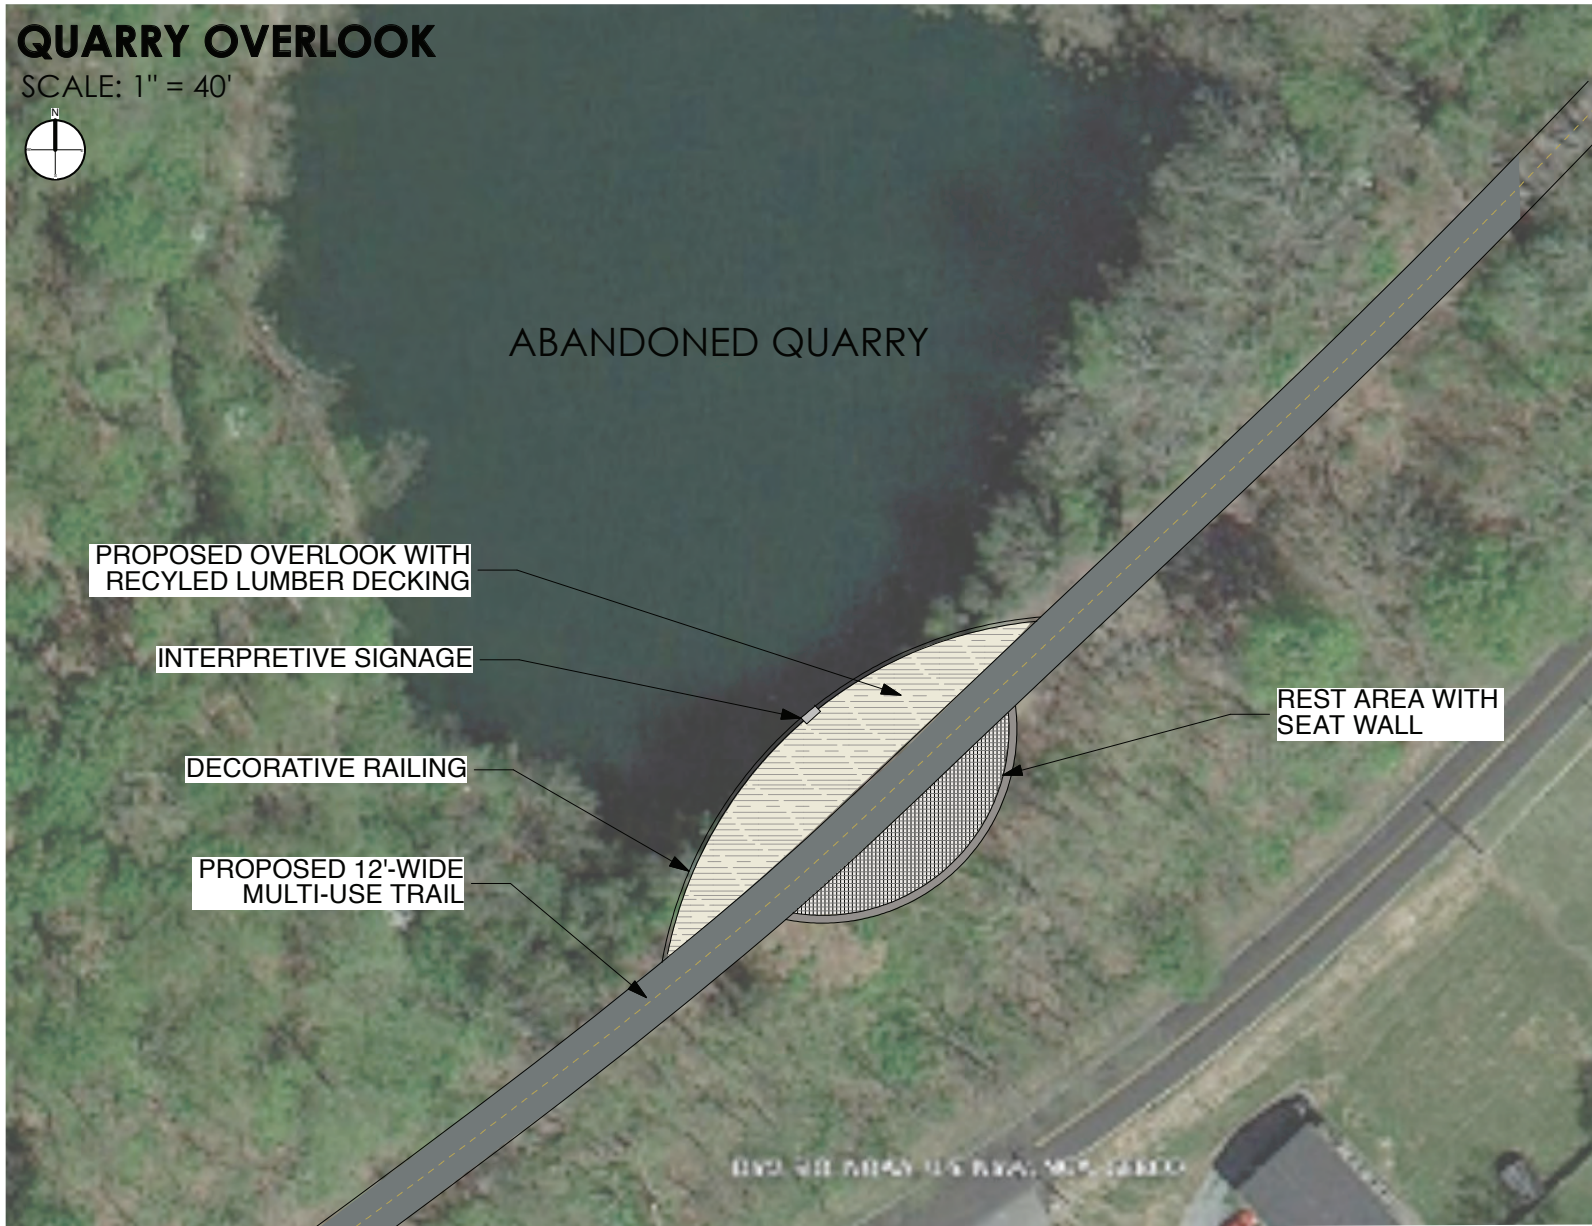 QUARRY OVERLOOK
SCALE: 1" = 40'
N
ABANDONED QUARRY
PROPOSED OVERLOOK WITH
RECYLED LUMBER DECKING
INTERPRETIVE SIGNAGE
REST AREA WITH
SEAT WALL
DECORATIVE RAILING
PROPOSED 12'-WIDE
MULTI-USE TRAIL